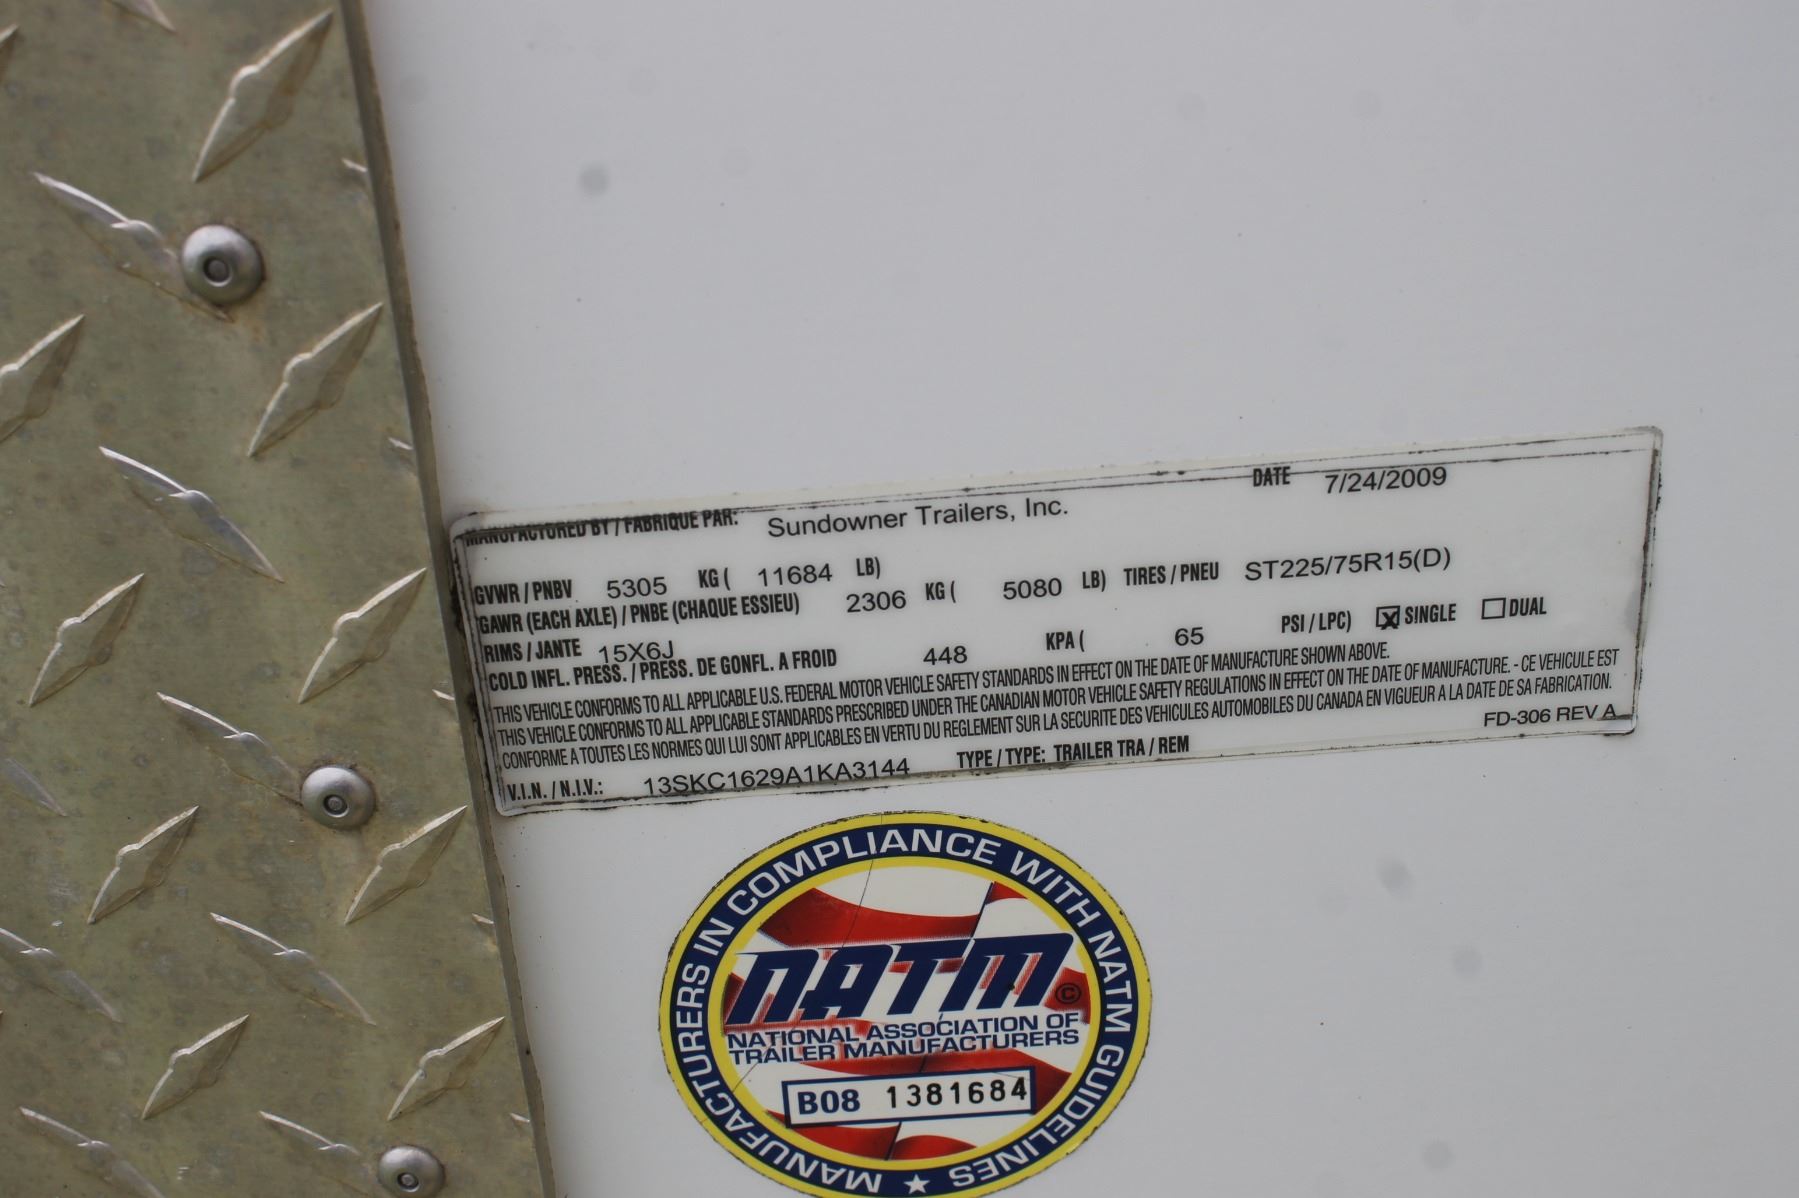 DATE 7/24/2009
MANUFACTURED BY / FABRIQUE PAR: Sundowner Trailers, Inc.
GVWR / PNBV 5305 KG ( 11684 LB)
GAWR (EACH AXLE) / PNBE (CHAQUE ESSIEU) 2306 KG ( 5080 LB) TIRES / PNEU ST225/75R15(D)
RIMS / JANTE 15X6J
COLD INFL. PRESS. / PRESS. DE GONFL. A FROID 448 KPA ( 65 PSI / LPC) SINGLE DUAL
THIS VEHICLE CONFORMS TO ALL APPLICABLE U.S. FEDERAL MOTOR VEHICLE SAFETY STANDARDS IN EFFECT ON THE DATE OF MANUFACTURE SHOWN ABOVE.
THIS VEHICLE CONFORMS TO ALL APPLICABLE STANDARDS PRESCRIBED UNDER THE CANADIAN MOTOR VEHICLE SAFETY REGULATIONS IN EFFECT ON THE DATE OF MANUFACTURE. - CE VEHICULE EST
CONFORME A TOUTES LES NORMES QUI LUI SONT APPLICABLES EN VERTU DU REGLEMENT SUR LA SECURITE DES VEHICULES AUTOMOBILES DU CANADA EN VIGUEUR A LA DATE DE SA FABRICATION.
FD-306 REV A
V.I.N. / N.I.V.: 13SKC1629A1KA3144 TYPE / TYPE: TRAILER TRA / REM
MANUFACTURERS IN COMPLIANCE WITH NATM GUIDELINES
NATM ©
NATIONAL ASSOCIATION OF
TRAILER MANUFACTURERS
B08 1381684